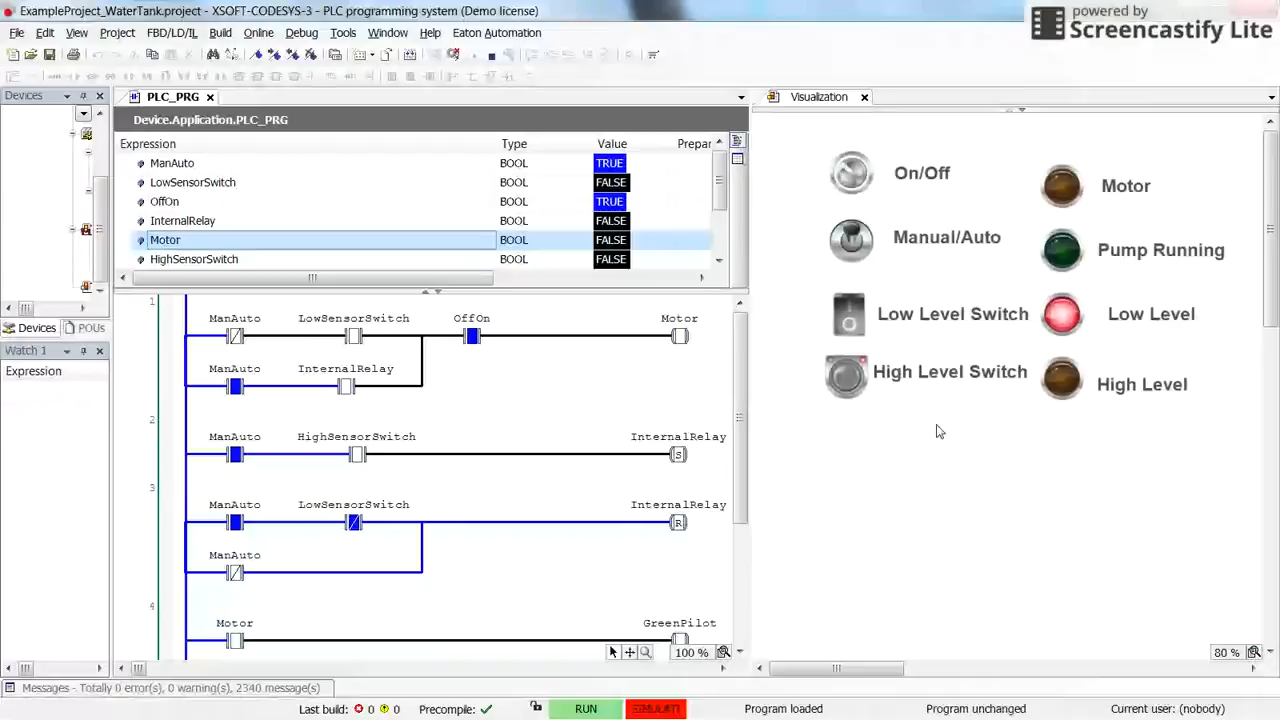 ExampleProject_WaterTank.project* - XSOFT-CODESYS-3 - PLC programming system (Demo license)
powered by
Screencastify Lite
File Edit View Project FBD/LD/IL Build Online Debug Tools Window Help Eaton Automation
Devices
PLC_PRG
Visualization
Device.Application.PLC_PRG
Expression Type Value Prepar
ManAuto BOOL TRUE
LowSensorSwitch BOOL FALSE
OffOn BOOL TRUE
InternalRelay BOOL FALSE
Motor BOOL FALSE
HighSensorSwitch BOOL FALSE
Devices POUs
Watch 1
Expression
1
ManAuto LowSensorSwitch OffOn Motor
ManAuto InternalRelay
2
ManAuto HighSensorSwitch InternalRelay
S
3
ManAuto LowSensorSwitch InternalRelay
R
ManAuto
4
Motor GreenPilot
100 %
On/Off Motor
Manual/Auto Pump Running
Low Level Switch Low Level
High Level Switch High Level
80 %
Messages - Totally 0 error(s), 0 warning(s), 2340 message(s)
Last build: 0 0 Precompile: RUN SIMULATI Program loaded Program unchanged Current user: (nobody)